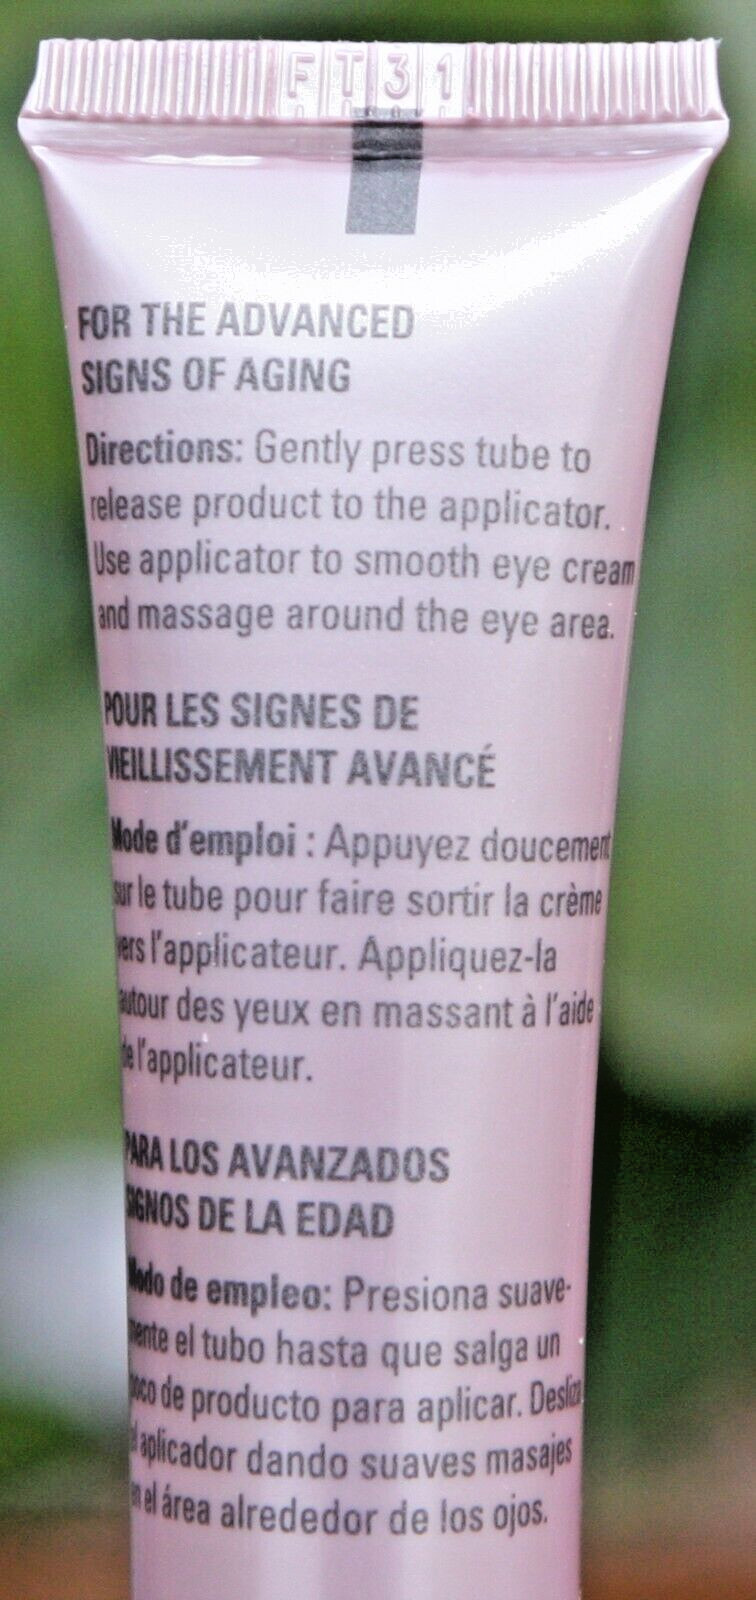 FT31
FOR THE ADVANCED
SIGNS OF AGING
Directions: Gently press tube to
release product to the applicator.
Use applicator to smooth eye cream
and massage around the eye area.
POUR LES SIGNES DE
VIEILLISSEMENT AVANCÉ
Mode d'emploi : Appuyez doucement
sur le tube pour faire sortir la crème
vers l'applicateur. Appliquez-la
autour des yeux en massant à l'aide
de l'applicateur.
PARA LOS AVANZADOS
SIGNOS DE LA EDAD
Modo de empleo: Presiona suave-
mente el tubo hasta que salga un
poco de producto para aplicar. Desliza
el aplicador dando suaves masajes
en el área alrededor de los ojos.